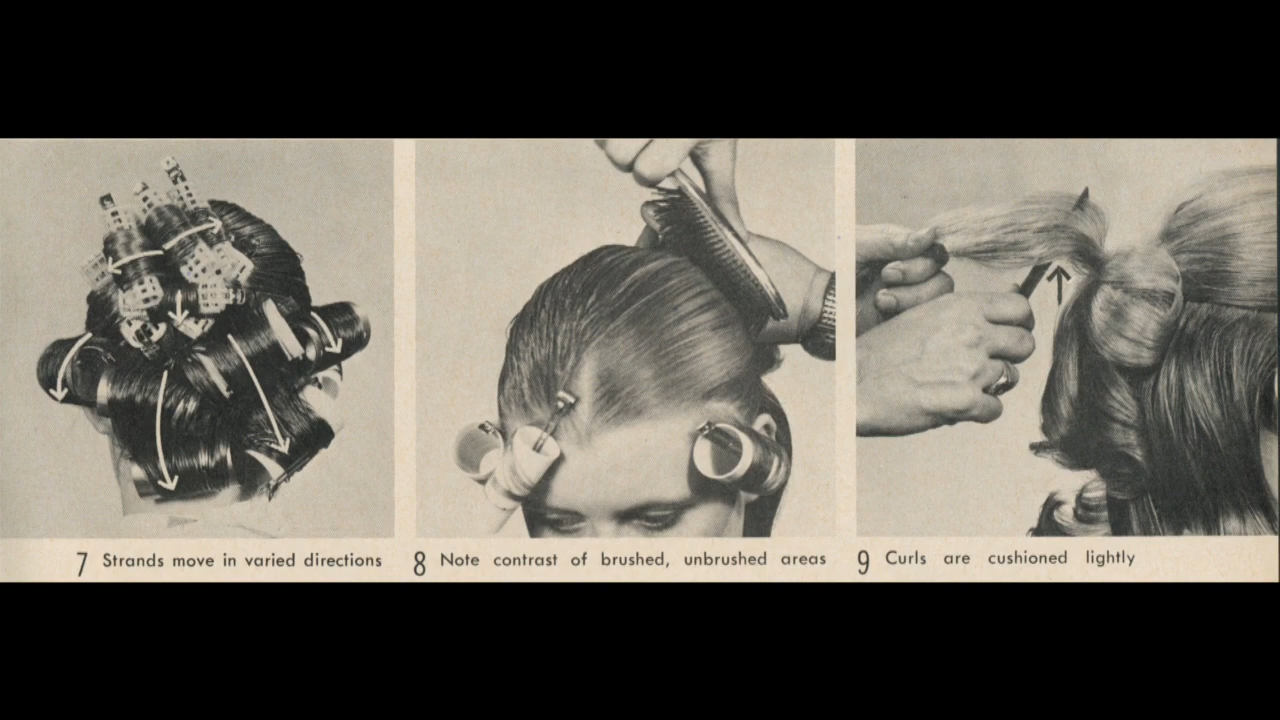 7 Strands move in varied directions
8 Note contrast of brushed, unbrushed areas
9 Curls are cushioned lightly